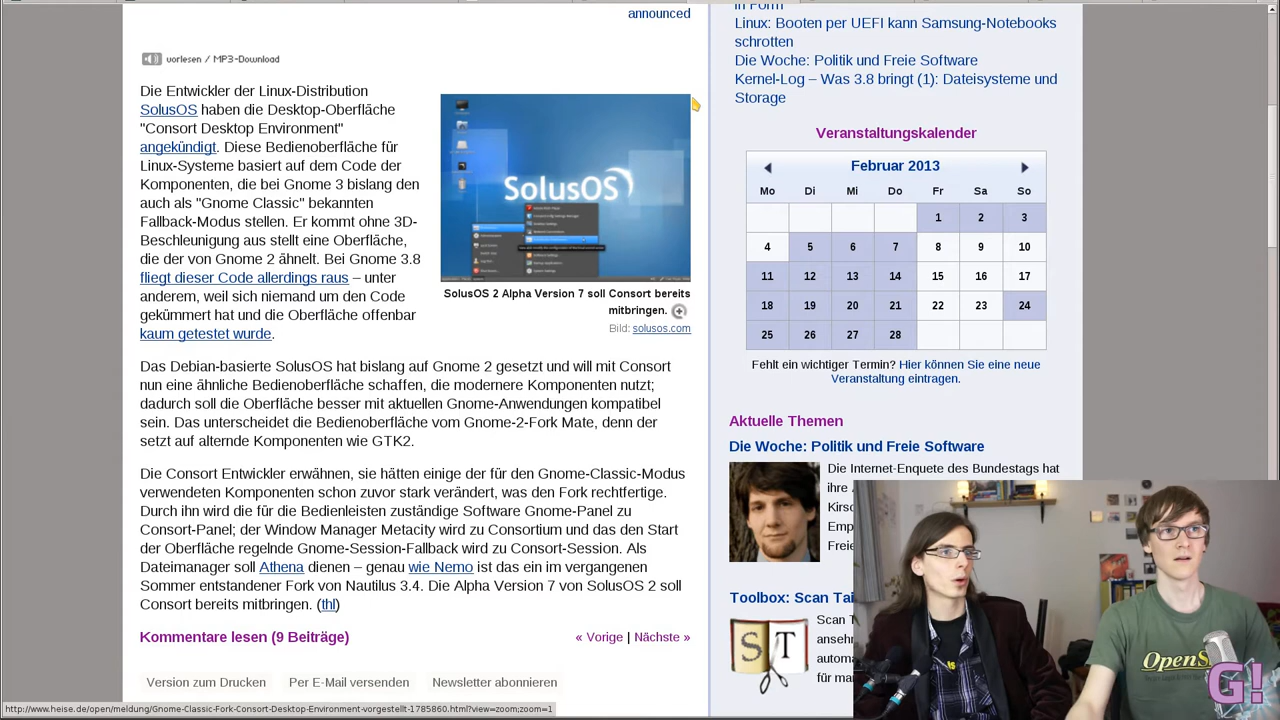 announced
vorlesen / MP3-Download
Die Entwickler der Linux-Distribution
SolusOS haben die Desktop-Oberfläche
"Consort Desktop Environment"
angekündigt. Diese Bedienoberfläche für
Linux-Systeme basiert auf dem Code der
Komponenten, die bei Gnome 3 bislang den
auch als "Gnome Classic" bekannten
Fallback-Modus stellen. Er kommt ohne 3D-
Beschleunigung aus stellt eine Oberfläche,
die der von Gnome 2 ähnelt. Bei Gnome 3.8
fliegt dieser Code allerdings raus – unter
anderem, weil sich niemand um den Code
gekümmert hat und die Oberfläche offenbar
kaum getestet wurde.
SolusOS
SolusOS 2 Alpha Version 7 soll Consort bereits
mitbringen.
Bild: solusos.com
Das Debian-basierte SolusOS hat bislang auf Gnome 2 gesetzt und will mit Consort
nun eine ähnliche Bedienoberfläche schaffen, die modernere Komponenten nutzt;
dadurch soll die Oberfläche besser mit aktuellen Gnome-Anwendungen kompatibel
sein. Das unterscheidet die Bedienoberfläche vom Gnome-2-Fork Mate, denn der
setzt auf alternde Komponenten wie GTK2.
Die Consort Entwickler erwähnen, sie hätten einige der für den Gnome-Classic-Modus
verwendeten Komponenten schon zuvor stark verändert, was den Fork rechtfertige.
Durch ihn wird die für die Bedienleisten zuständige Software Gnome-Panel zu
Consort-Panel; der Window Manager Metacity wird zu Consortium und das den Start
der Oberfläche regelnde Gnome-Session-Fallback wird zu Consort-Session. Als
Dateimanager soll Athena dienen – genau wie Nemo ist das ein im vergangenen
Sommer entstandener Fork von Nautilus 3.4. Die Alpha Version 7 von SolusOS 2 soll
Consort bereits mitbringen. (thl)
Kommentare lesen (9 Beiträge)
« Vorige | Nächste »
Version zum Drucken
Per E-Mail versenden
Newsletter abonnieren
http://www.heise.de/open/meldung/Gnome-Classic-Fork-Consort-Desktop-Environment-vorgestellt-1785860.html?view=zoom;zoom=1
in Form
Linux: Booten per UEFI kann Samsung-Notebooks
schrotten
Die Woche: Politik und Freie Software
Kernel-Log – Was 3.8 bringt (1): Dateisysteme und
Storage
Veranstaltungskalender
Februar 2013
Mo Di Mi Do Fr Sa So
1 2 3
4 5 6 7 8 9 10
11 12 13 14 15 16 17
18 19 20 21 22 23 24
25 26 27 28
Fehlt ein wichtiger Termin? Hier können Sie eine neue
Veranstaltung eintragen.
Aktuelle Themen
Die Woche: Politik und Freie Software
Die Internet-Enquete des Bundestags hat
ihre
Kirsc
Emp
Freie
Toolbox: Scan Tai
Scan T
ansehn
automa
für ma
S T
OpenS
G!